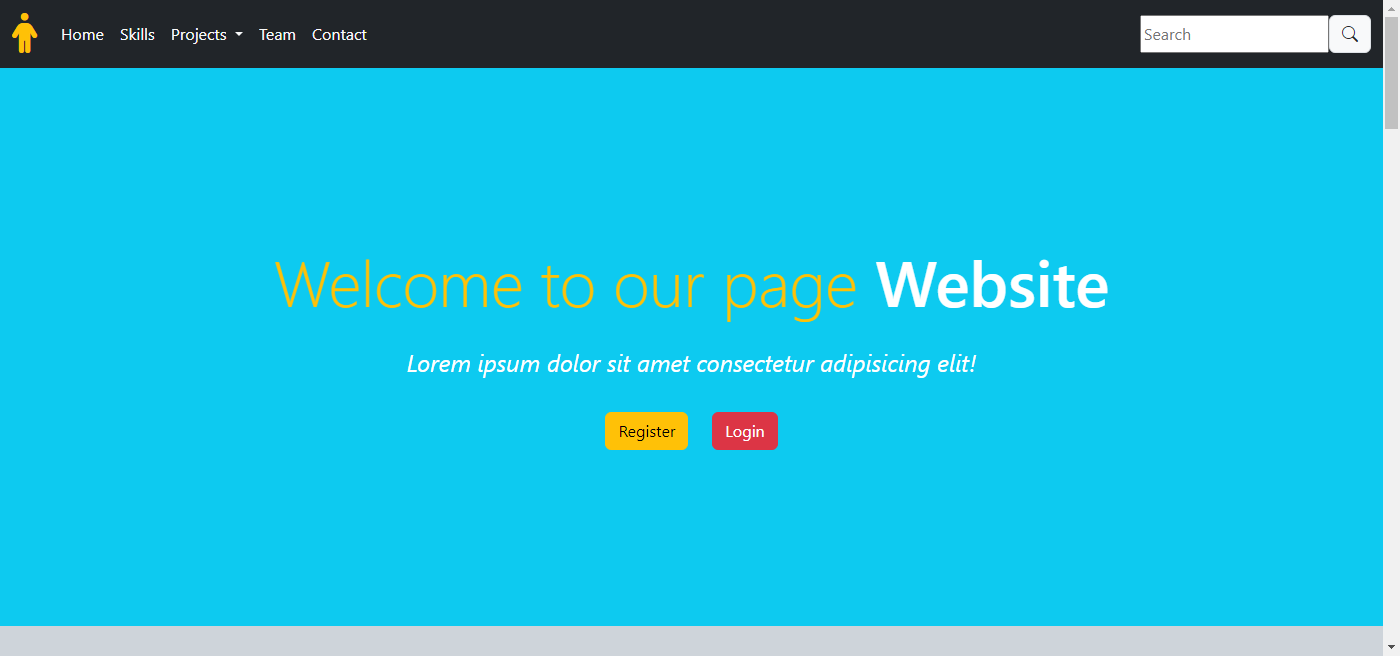 Home Skills Projects Team Contact Search
Welcome to our page Website
Lorem ipsum dolor sit amet consectetur adipisicing elit!
Register Login